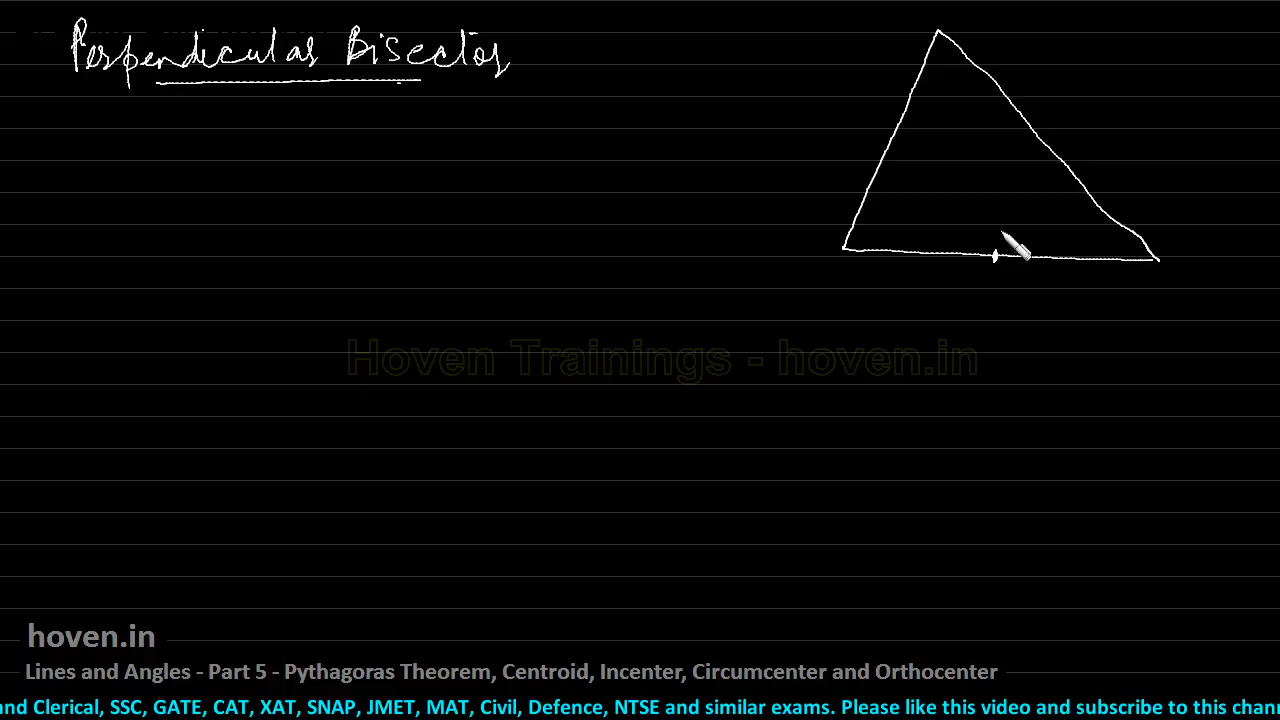 Perpendicular Bisector
Hoven Trainings - hoven.in
hoven.in
Lines and Angles - Part 5 - Pythagoras Theorem, Centroid, Incenter, Circumcenter and Orthocenter
and Clerical, SSC, GATE, CAT, XAT, SNAP, JMET, MAT, Civil, Defence, NTSE and similar exams. Please like this video and subscribe to this chan